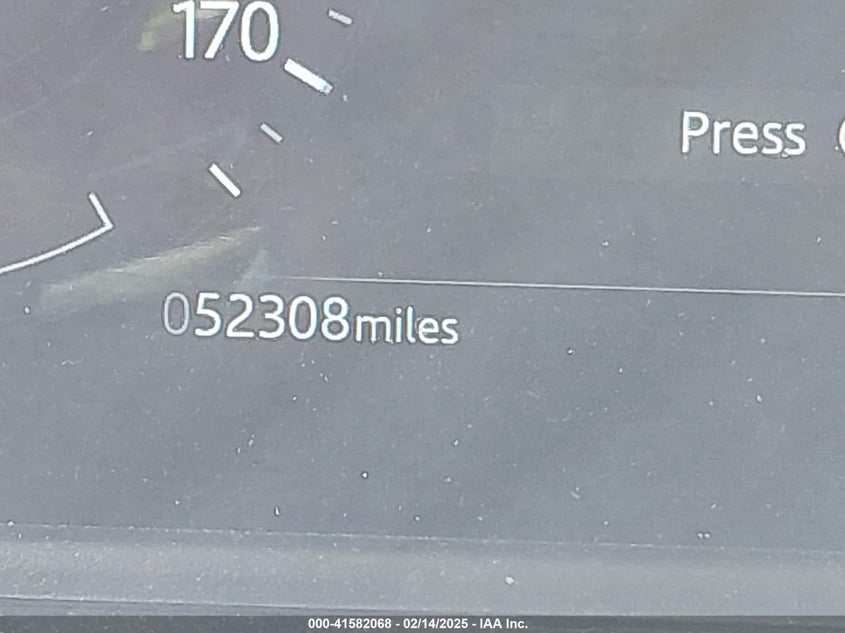 170
Press
052308miles
000-41582068 - 02/14/2025 - IAA Inc.